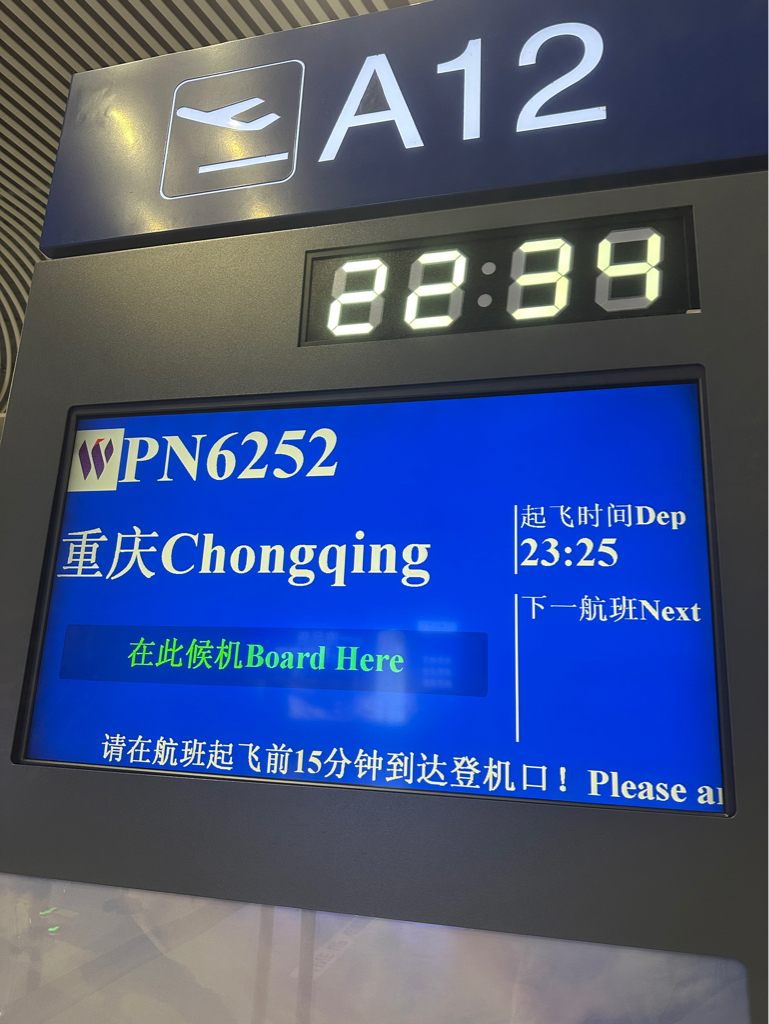 A12
22:34
PN6252
重庆Chongqing
起飞时间Dep
23:25
下一航班Next
在此候机Board Here
请在航班起飞前15分钟到达登机口！Please